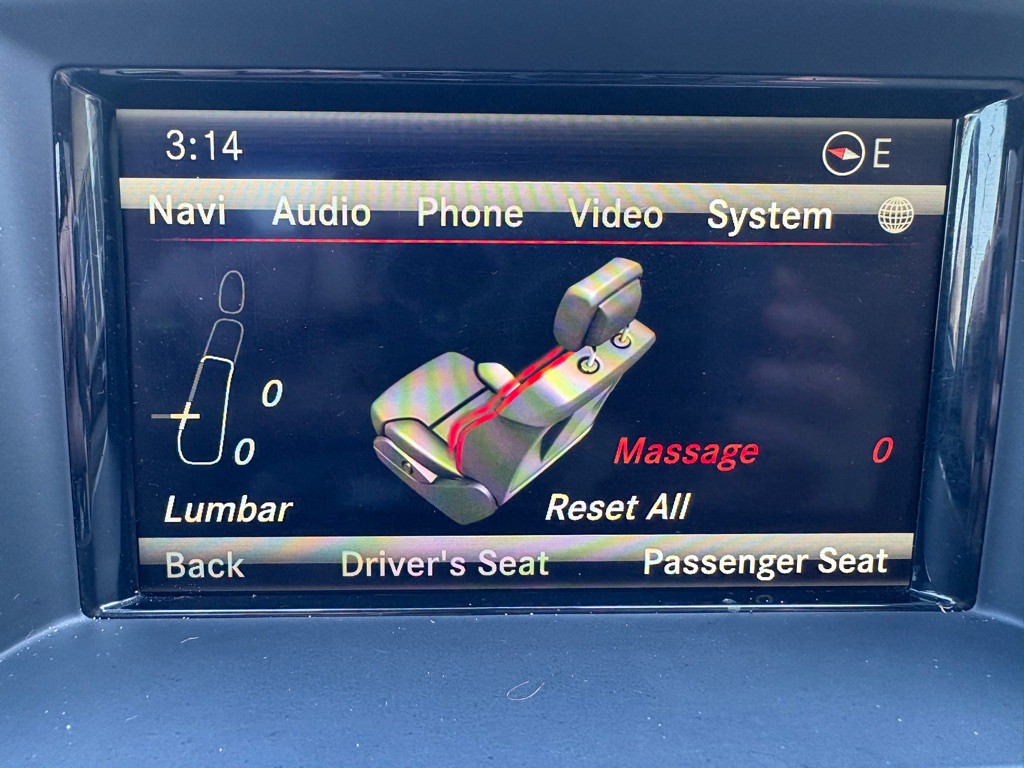 3:14 E
Navi Audio Phone Video System
0
0
Massage 0
Lumbar Reset All
Back Driver's Seat Passenger Seat